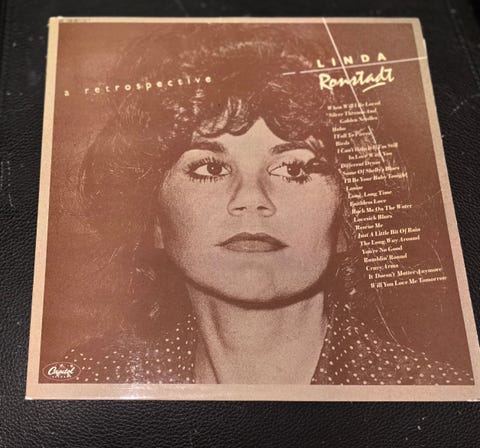 LINDA
Ronstadt
a retrospective
When Will I Be Loved
Silver Threads And
Golden Needles
Hobo
I Fall To Pieces
Birds
I Can't Help It If I'm Still
In Love With You
Different Drum
Some Of Shelly's Blues
I'll Be Your Baby Tonight
Louise
Long, Long Time
Faithless Love
Rock Me On The Water
Lovesick Blues
Rescue Me
Just A Little Bit Of Rain
The Long Way Around
You're No Good
Ramblin' Round
Crazy Arms
It Doesn't Matter Anymore
Will You Love Me Tomorrow
Capitol